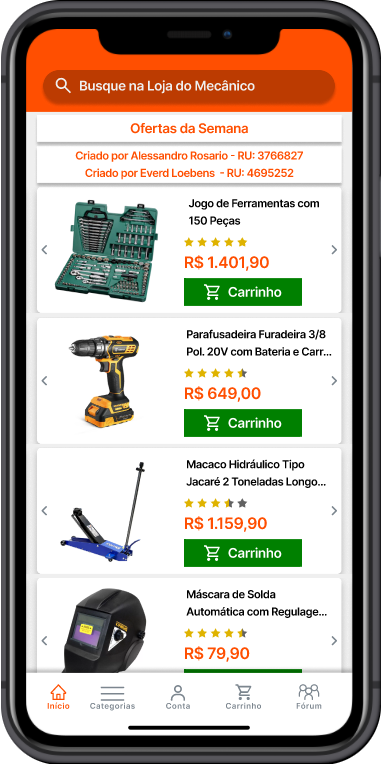 Busque na Loja do Mecânico
Ofertas da Semana
Criado por Alessandro Rosario - RU: 3766827
Criado por Everd Loebens - RU: 4695252
Jogo de Ferramentas com
150 Peças
R$ 1.401,90
Carrinho
Parafusadeira Furadeira 3/8
Pol. 20V com Bateria e Carr...
R$ 649,00
Carrinho
Macaco Hidráulico Tipo
Jacaré 2 Toneladas Longo...
R$ 1.159,90
Carrinho
Máscara de Solda
Automática com Regulage...
R$ 79,90
Início
Categorias
Conta
Carrinho
Fórum